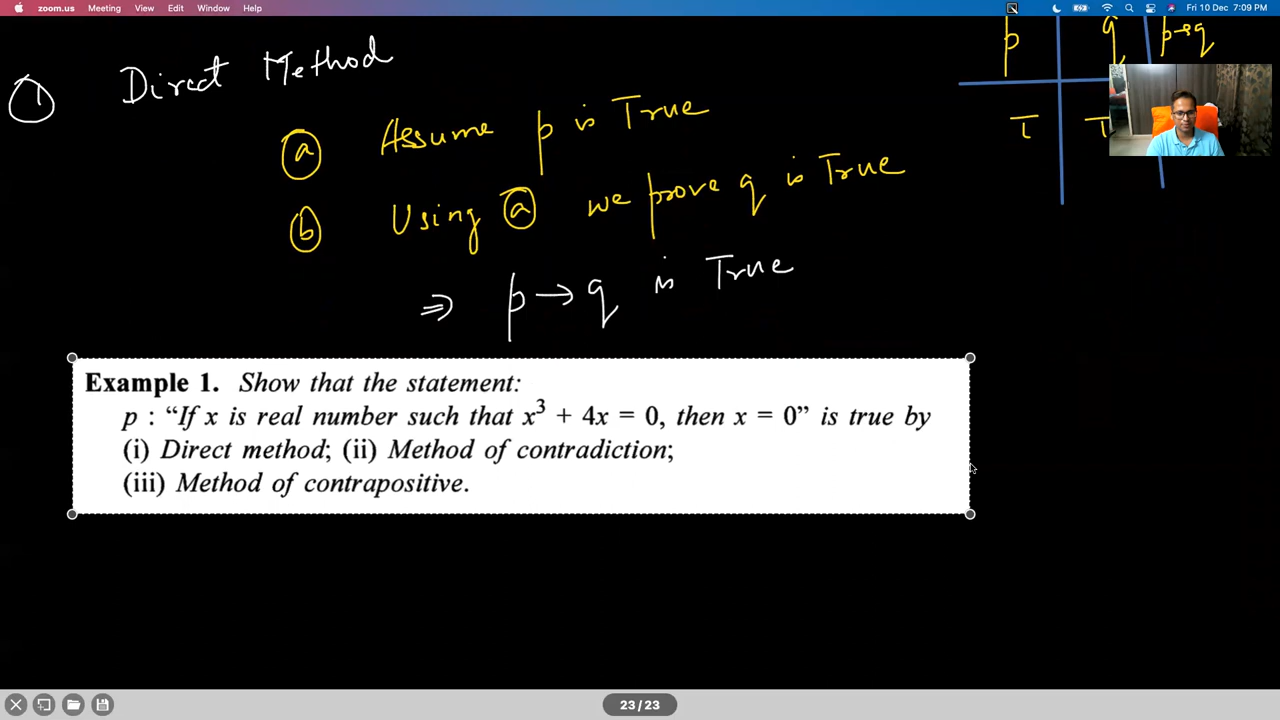 zoom.us Meeting View Edit Window Help Fri 10 Dec 7:09 PM
p q p→q
1 Direct Method
T T
a Assume p is True
b Using a we prove q is True
⇒ p → q is True
Example 1. Show that the statement:
p : “If x is real number such that x³ + 4x = 0, then x = 0” is true by
(i) Direct method; (ii) Method of contradiction;
(iii) Method of contrapositive.
23/23